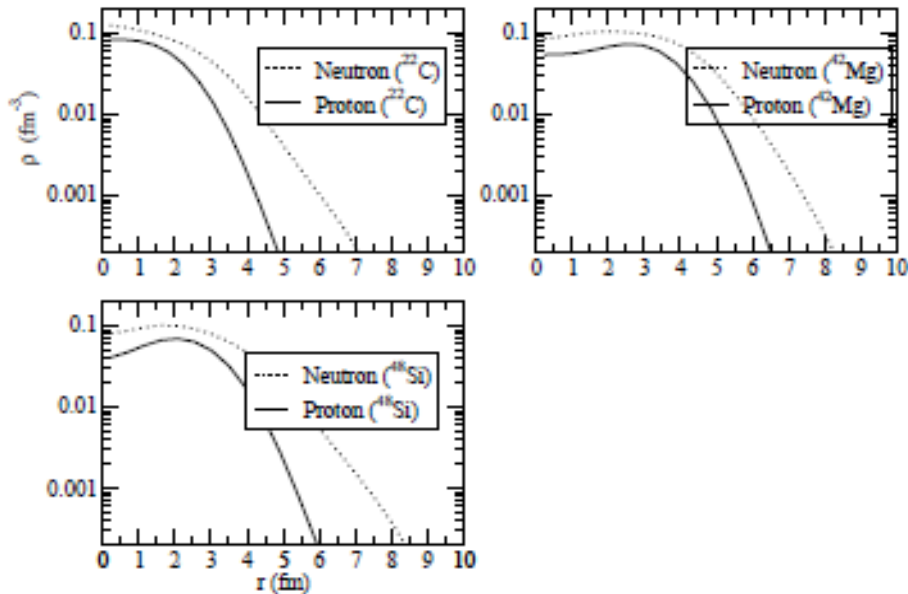 0.1
0.01
0.001
ρ (fm⁻³)
Neutron (²²C)
Proton (²²C)
0 1 2 3 4 5 6 7 8 9 10
0.1
0.01
0.001
Neutron (⁴²Mg)
Proton (⁴²Mg)
0 1 2 3 4 5 6 7 8 9 10
0.1
0.01
0.001
Neutron (⁴⁸Si)
Proton (⁴⁸Si)
0 1 2 3 4 5 6 7 8 9 10
r (fm)